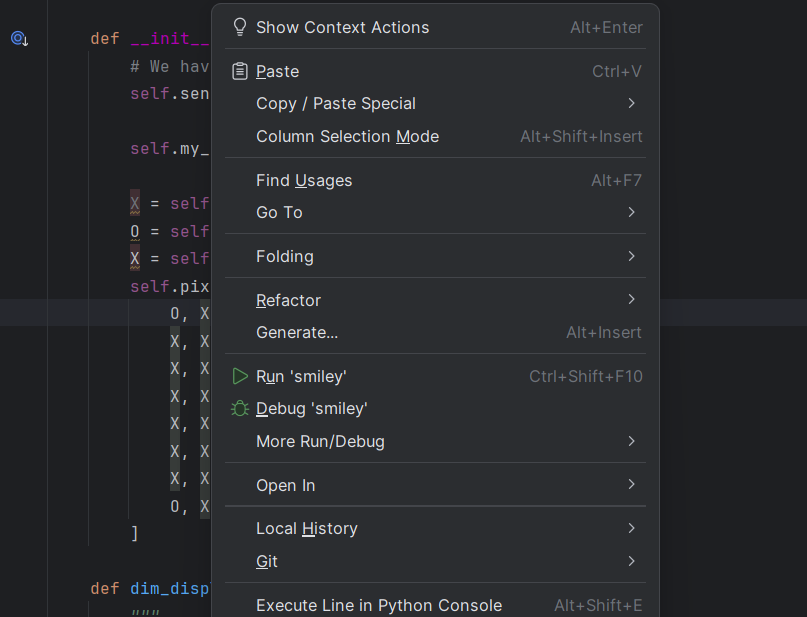 def __init__
# We hav
self.sen
self.my_
X = self
O = self
X = self
self.pix
O, X
X, X
X, X
X, X
X, X
X, X
X, X
O, X
]
def dim_disp
"""
Show Context Actions Alt+Enter
Paste Ctrl+V
Copy / Paste Special
Column Selection Mode Alt+Shift+Insert
Find Usages Alt+F7
Go To
Folding
Refactor
Generate... Alt+Insert
Run 'smiley' Ctrl+Shift+F10
Debug 'smiley'
More Run/Debug
Open In
Local History
Git
Execute Line in Python Console Alt+Shift+E